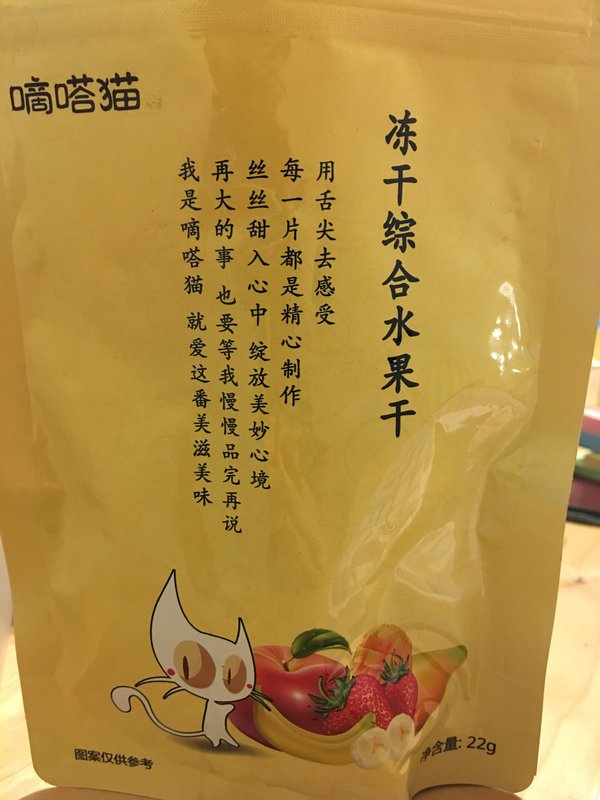 嘀嗒猫
冻干综合水果干
用舌尖去感受
每一片都是精心制作
丝丝甜入心中 绽放美妙心境
再大的事 也要等我慢慢品完再说
我是嘀嗒猫 就爱这番美滋美味
图案仅供参考
净含量: 22g